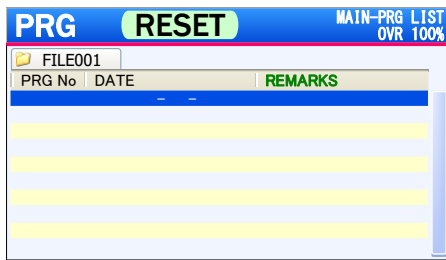 PRG RESET MAIN-PRG LIST
OVR 100%
FILE001
PRG No DATE REMARKS
- -